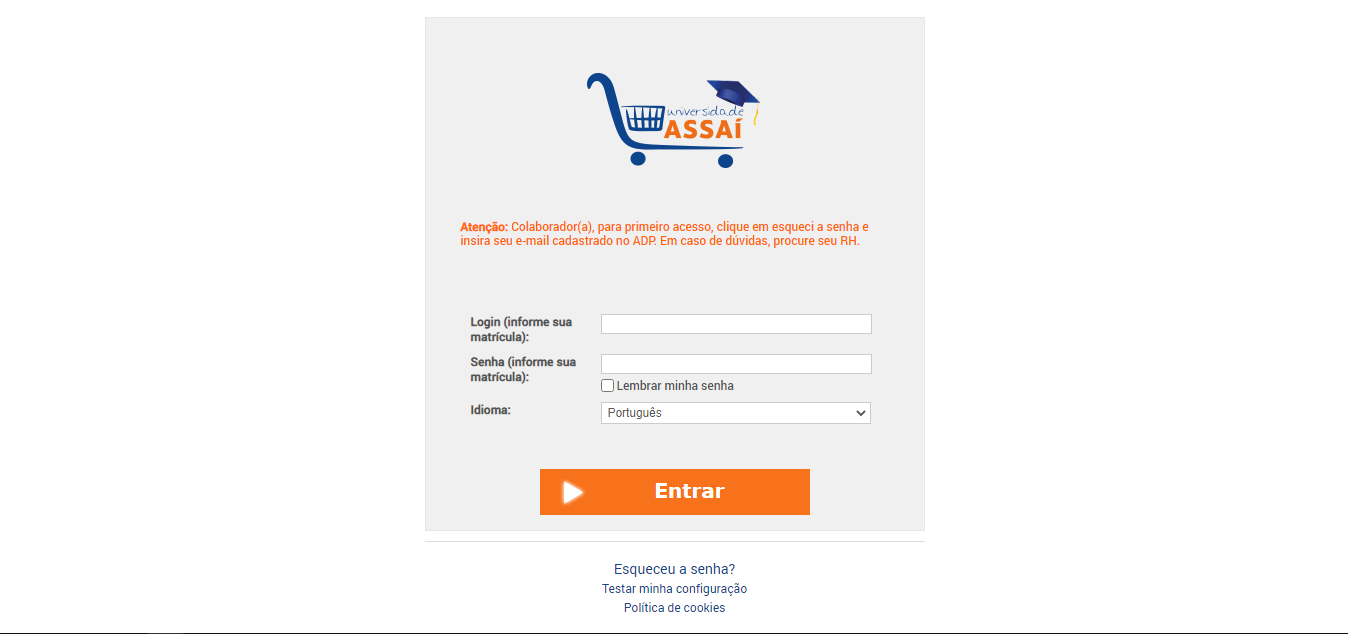 universidade
ASSAÍ
Atenção: Colaborador(a), para primeiro acesso, clique em esqueci a senha e
insira seu e-mail cadastrado no ADP. Em caso de dúvidas, procure seu RH.
Login (informe sua
matrícula):
Senha (informe sua
matrícula):
Lembrar minha senha
Idioma:
Português
Entrar
Esqueceu a senha?
Testar minha configuração
Política de cookies